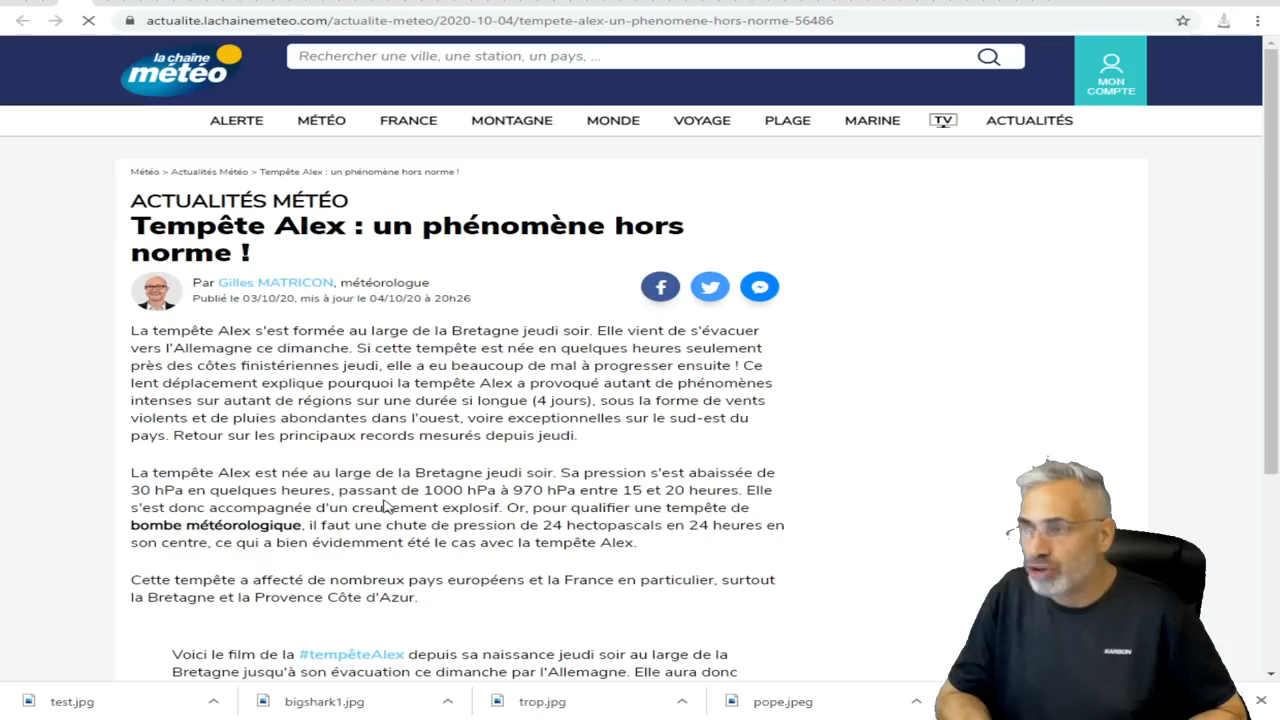 actualite.lachainemeteo.com/actualite-meteo/2020-10-04/tempete-alex-un-phenomene-hors-norme-56486
la chaîne
météo
Rechercher une ville, une station, un pays, ...
MON
COMPTE
ALERTE MÉTÉO FRANCE MONTAGNE MONDE VOYAGE PLAGE MARINE TV ACTUALITÉS
Météo > Actualités Météo > Tempête Alex : un phénomène hors norme !
ACTUALITÉS MÉTÉO
Tempête Alex : un phénomène hors
norme !
Par Gilles MATRICON, météorologue
Publié le 03/10/20, mis à jour le 04/10/20 à 20h26
La tempête Alex s'est formée au large de la Bretagne jeudi soir. Elle vient de s'évacuer
vers l'Allemagne ce dimanche. Si cette tempête est née en quelques heures seulement
près des côtes finistériennes jeudi, elle a eu beaucoup de mal à progresser ensuite ! Ce
lent déplacement explique pourquoi la tempête Alex a provoqué autant de phénomènes
intenses sur autant de régions sur une durée si longue (4 jours), sous la forme de vents
violents et de pluies abondantes dans l'ouest, voire exceptionnelles sur le sud-est du
pays. Retour sur les principaux records mesurés depuis jeudi.
La tempête Alex est née au large de la Bretagne jeudi soir. Sa pression s'est abaissée de
30 hPa en quelques heures, passant de 1000 hPa à 970 hPa entre 15 et 20 heures. Elle
s'est donc accompagnée d'un creusement explosif. Or, pour qualifier une tempête de
bombe météorologique, il faut une chute de pression de 24 hectopascals en 24 heures en
son centre, ce qui a bien évidemment été le cas avec la tempête Alex.
Cette tempête a affecté de nombreux pays européens et la France en particulier, surtout
la Bretagne et la Provence Côte d'Azur.
Voici le film de la #tempêteAlex depuis sa naissance jeudi soir au large de la
Bretagne jusqu'à son évacuation ce dimanche par l'Allemagne. Elle aura donc
KARBON
test.jpg bigshark1.jpg trop.jpg pope.jpeg